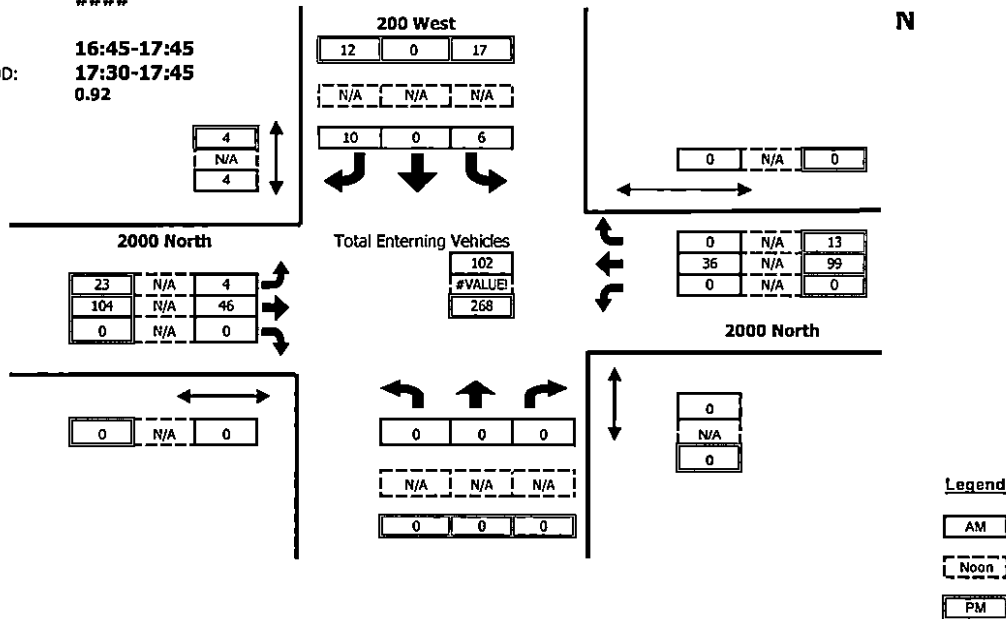 ####
200 West
N
16:45-17:45
12 0 17
OD: 17:30-17:45
0.92
N/A N/A N/A
4
10 0 6
N/A
4
0 N/A 0
2000 North
Total Enterning Vehicles
0 N/A 13
102
36 N/A 99
23 N/A 4
#VALUE!
0 N/A 0
104 N/A 46
268
0 N/A 0
2000 North
0
0 N/A 0
0 0 0
N/A
0
N/A N/A N/A
Legend
0 0 0
AM
Noon
PM